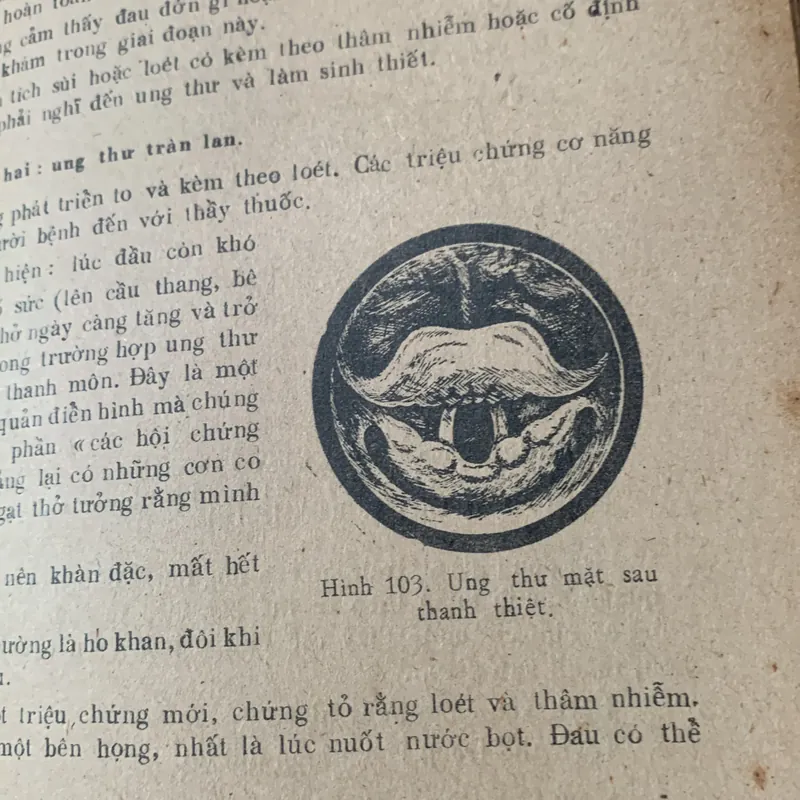 hoàn toàn
cảm thấy đau đớn gì
khám trong giai đoạn này.
tích sùi hoặc loét có kèm theo thâm nhiễm hoặc cố định
phải nghĩ đến ung thư và làm sinh thiết.
hai : ung thư tràn lan.
phát triển to và kèm theo loét. Các triệu chứng cơ năng
bệnh đến với thầy thuốc.
hiện : lúc đầu còn khó
sức (lên cầu thang, bê
ngày càng tăng và trở
trường hợp ung thư
thanh môn. Đây là một
quản điển hình mà chúng
phần « các hội chứng
lại có những cơn co
thở tưởng rằng mình
nên khàn đặc, mất hết
là ho khan, đôi khi
Hình 103. Ung thư mặt sau
thanh thiệt.
triệu chứng mới, chứng tỏ rằng loét và thâm nhiễm.
một bên họng, nhất là lúc nuốt nước bọt. Đau có thể